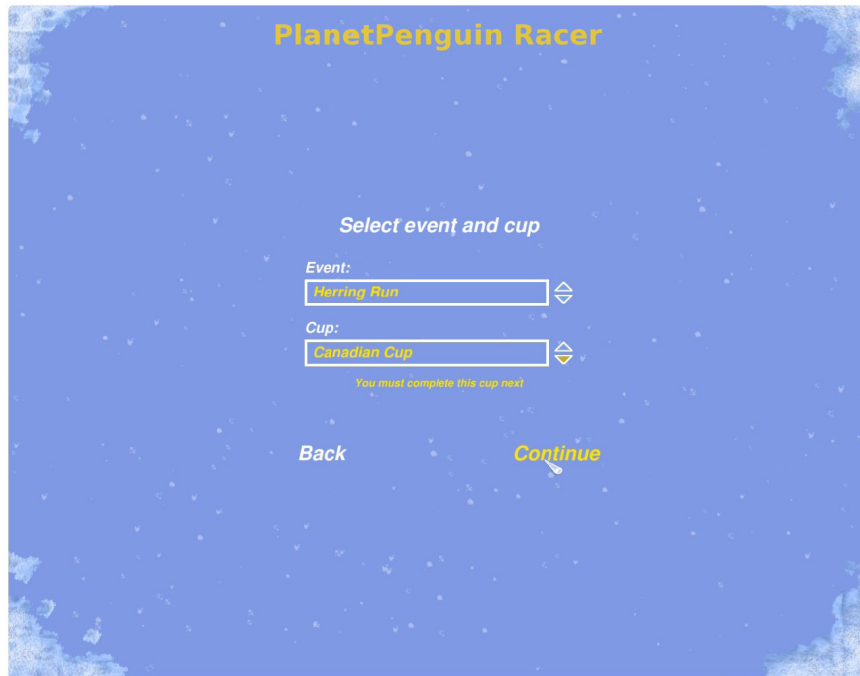 PlanetPenguin Racer
Select event and cup
Event:
Herring Run
Cup:
Canadian Cup
You must complete this cup next
Back Continue